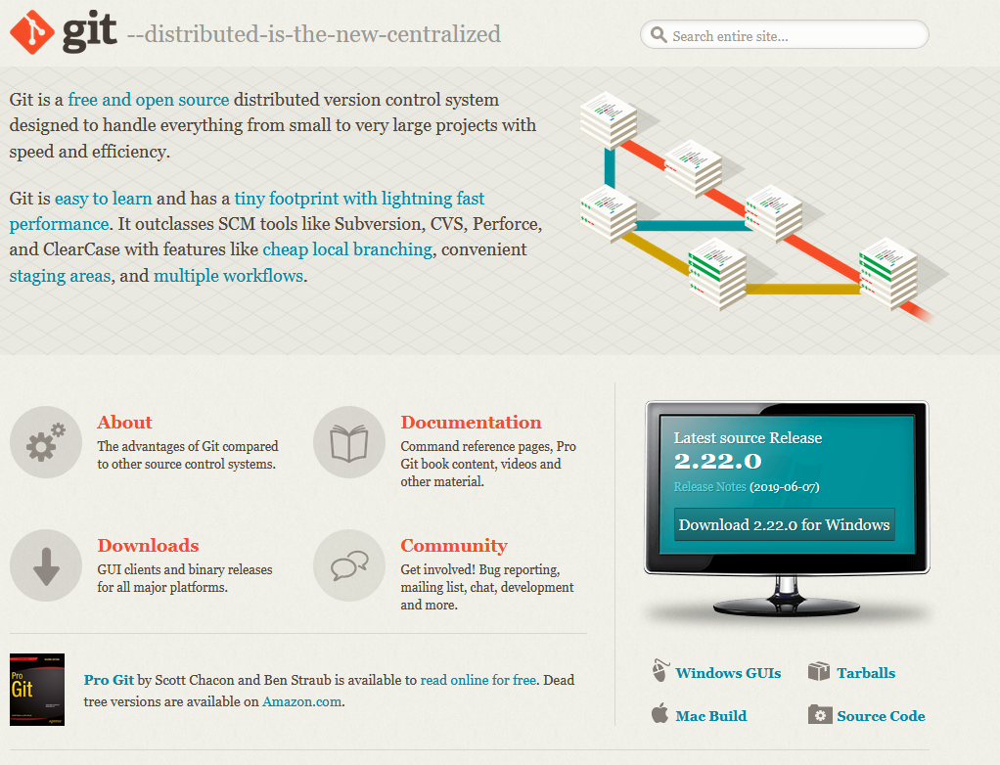 git --distributed-is-the-new-centralized
Search entire site...
Git is a free and open source distributed version control system
designed to handle everything from small to very large projects with
speed and efficiency.
Git is easy to learn and has a tiny footprint with lightning fast
performance. It outclasses SCM tools like Subversion, CVS, Perforce,
and ClearCase with features like cheap local branching, convenient
staging areas, and multiple workflows.
About
The advantages of Git compared
to other source control systems.
Documentation
Command reference pages, Pro
Git book content, videos and
other material.
Downloads
GUI clients and binary releases
for all major platforms.
Community
Get involved! Bug reporting,
mailing list, chat, development
and more.
Pro
Git
Pro Git by Scott Chacon and Ben Straub is available to read online for free. Dead
tree versions are available on Amazon.com.
Latest source Release
2.22.0
Release Notes (2019-06-07)
Download 2.22.0 for Windows
Windows GUIs
Tarballs
Mac Build
Source Code